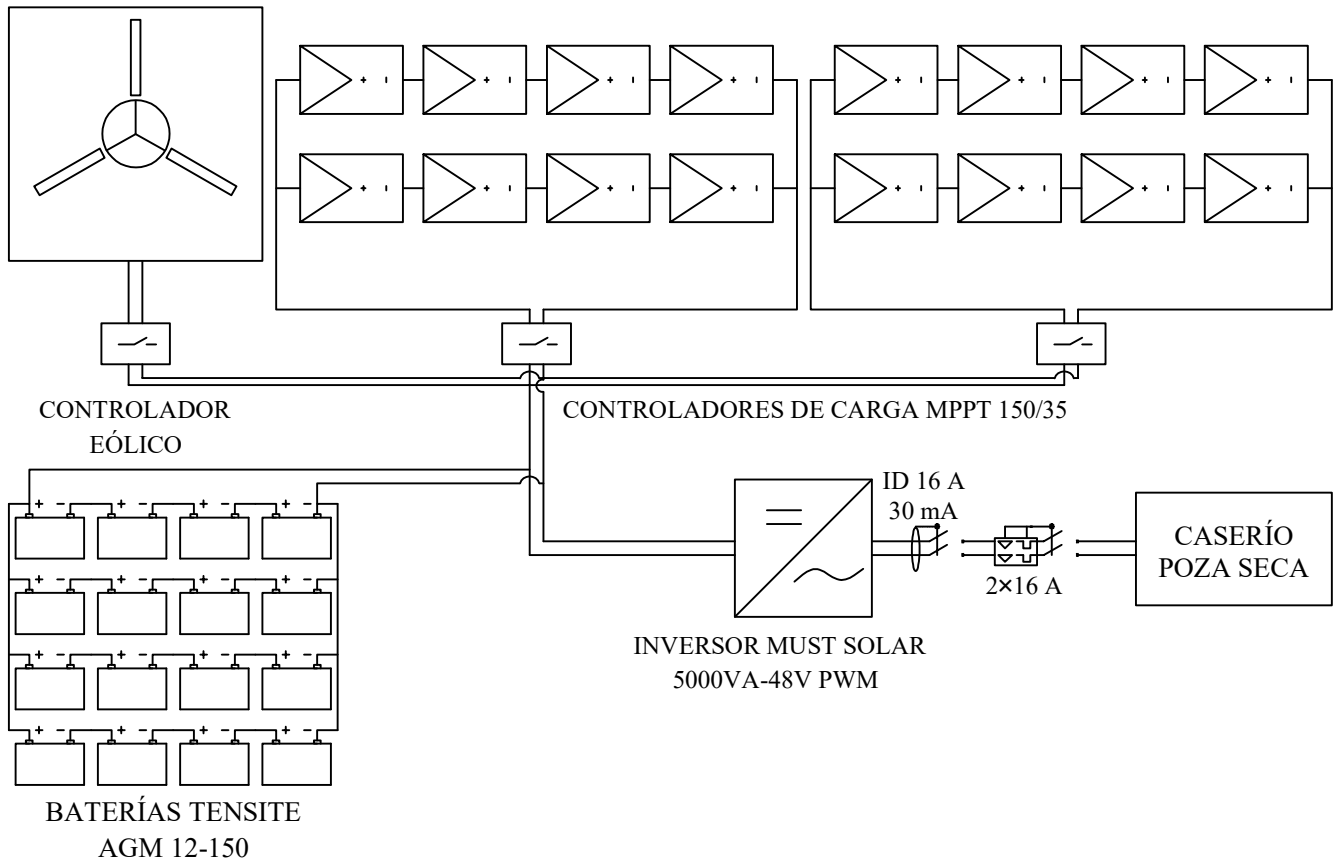 CONTROLADOR
EÓLICO
CONTROLADORES DE CARGA MPPT 150/35
ID 16 A
30 mA
2×16 A
CASERÍO
POZA SECA
INVERSOR MUST SOLAR
5000VA-48V PWM
BATERÍAS TENSITE
AGM 12-150